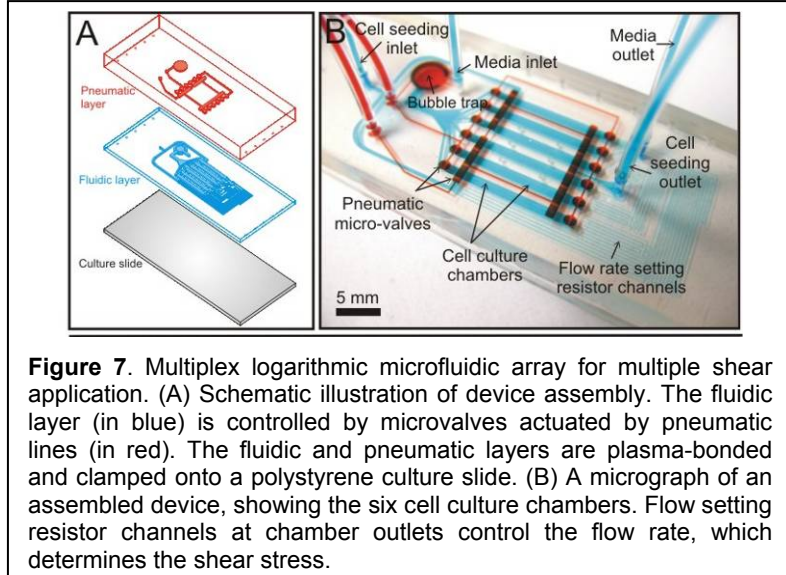 A
Pneumatic
layer
Fluidic layer
Culture slide
B
Cell seeding
inlet
Media inlet
Media
outlet
Bubble trap
Cell
seeding
outlet
Pneumatic
micro-valves
Cell culture
chambers
Flow rate setting
resistor channels
5 mm
Figure 7. Multiplex logarithmic microfluidic array for multiple shear
application. (A) Schematic illustration of device assembly. The fluidic
layer (in blue) is controlled by microvalves actuated by pneumatic
lines (in red). The fluidic and pneumatic layers are plasma-bonded
and clamped onto a polystyrene culture slide. (B) A micrograph of an
assembled device, showing the six cell culture chambers. Flow setting
resistor channels at chamber outlets control the flow rate, which
determines the shear stress.